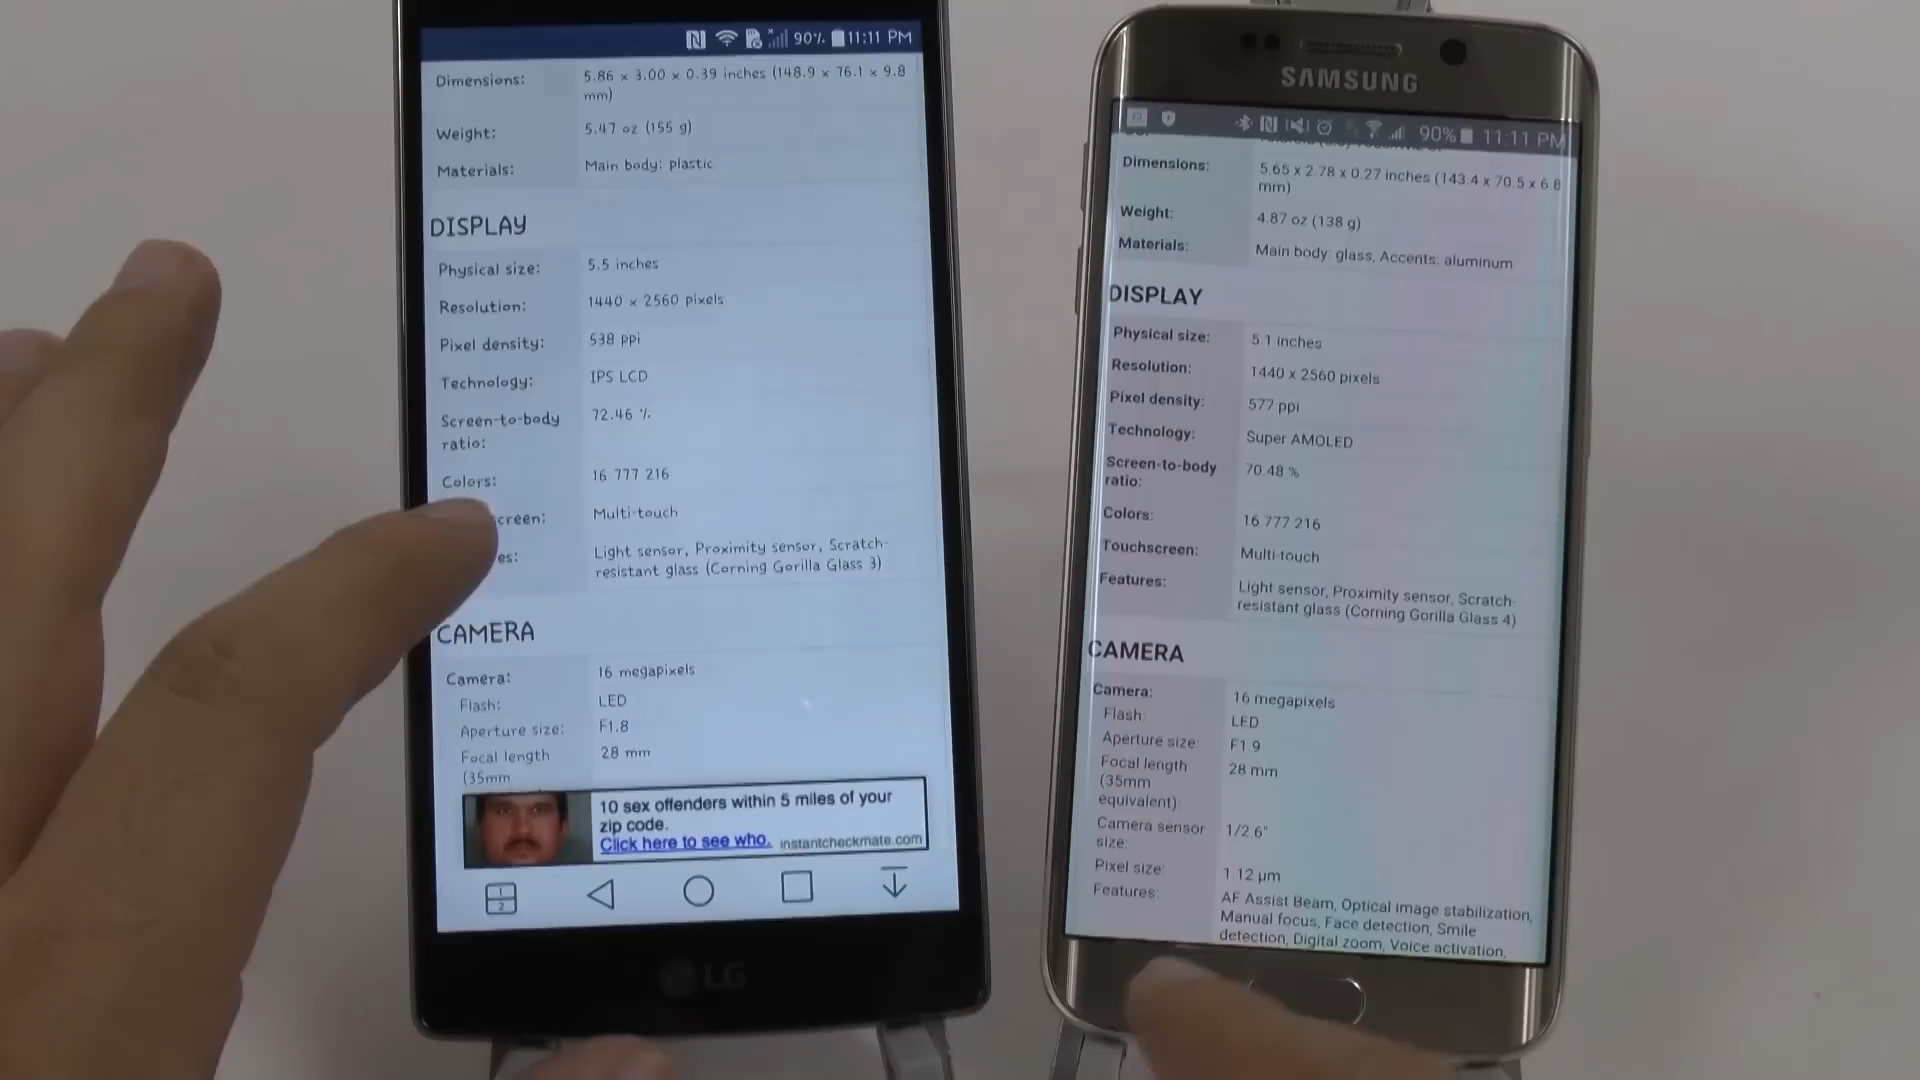 90% 11:11 PM
Dimensions: 5.86 x 3.00 x 0.39 inches (148.9 x 76.1 x 9.8
mm)
Weight: 5.47 oz (155 g)
Materials: Main body: plastic
DISPLAY
Physical size: 5.5 inches
Resolution: 1440 x 2560 pixels
Pixel density: 538 ppi
Technology: IPS LCD
Screen-to-body 72.46 %
ratio:
Colors: 16 777 216
screen: Multi-touch
es: Light sensor, Proximity sensor, Scratch-
resistant glass (Corning Gorilla Glass 3)
CAMERA
Camera: 16 megapixels
Flash: LED
Aperture size: F1.8
Focal length 28 mm
(35mm
10 sex offenders within 5 miles of your
zip code.
Click here to see who. instantcheckmate.com
1
2
LG
SAMSUNG
90% 11:11 PM
Dimensions: 5.65 x 2.78 x 0.27 inches (143.4 x 70.5 x 6.8
mm)
Weight: 4.87 oz (138 g)
Materials: Main body: glass, Accents: aluminum
DISPLAY
Physical size: 5.1 inches
Resolution: 1440 x 2560 pixels
Pixel density: 577 ppi
Technology: Super AMOLED
Screen-to-body 70.48 %
ratio:
Colors: 16 777 216
Touchscreen: Multi-touch
Features: Light sensor, Proximity sensor, Scratch-
resistant glass (Corning Gorilla Glass 4)
CAMERA
Camera: 16 megapixels
Flash: LED
Aperture size: F1.9
Focal length 28 mm
(35mm
equivalent)
Camera sensor 1/2.6"
size:
Pixel size: 1.12 µm
Features: AF Assist Beam, Optical image stabilization,
Manual focus, Face detection, Smile
detection, Digital zoom, Voice activation,